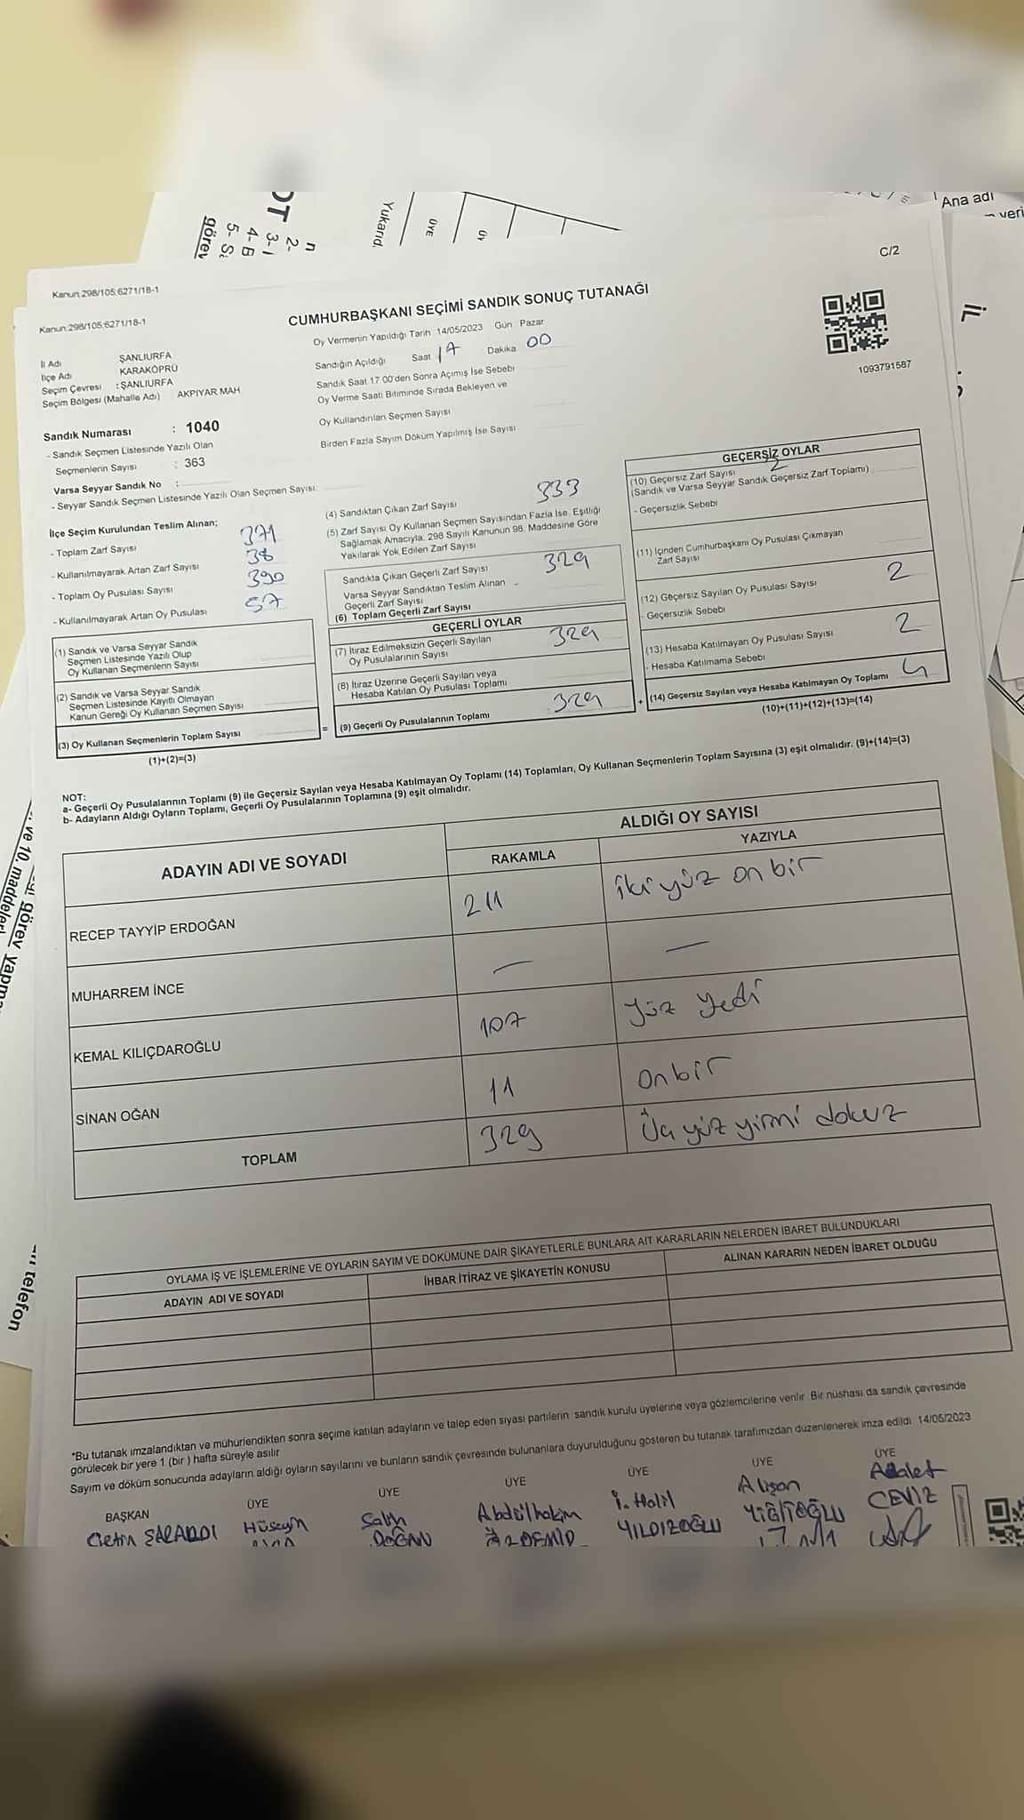 Ana adı
Yukarıd.
ÜYE
2-
3-
4- B
5- S
görev
C/2
Kanun:298/105;6271/18-1
Kanun:298/105;6271/18-1
CUMHURBAŞKANI SEÇİMİ SANDIK SONUÇ TUTANAĞI
1093791587
Oy Vermenin Yapıldığı Tarih 14/05/2023 Gün Pazar
İl Adı ŞANLIURFA
İlçe Adı KARAKÖPRÜ
Seçim Çevresi : ŞANLIURFA
Seçim Bölgesi (Mahalle Adı) AKPIYAR MAH
Sandığın Açıldığı Saat 17 Dakika 00
Sandık Saat 17 00'den Sonra Açımış İse Sebebi
Oy Verme Saati Bitiminde Sırada Bekleyen ve
Oy Kullandırılan Seçmen Sayısı
Birden Fazla Sayım Döküm Yapılmış İse Sayısı
Sandık Numarası : 1040
- Sandık Seçmen Listesinde Yazılı Olan
Seçmenlerin Sayısı : 363
Varsa Seyyar Sandık No :
- Seyyar Sandık Seçmen Listesinde Yazılı Olan Seçmen Sayısı:
İlçe Seçim Kurulundan Teslim Alınan;
- Toplam Zarf Sayısı 371
- Kullanılmayarak Artan Zarf Sayısı 38
- Toplam Oy Pusulası Sayısı 390
- Kullanılmayarak Artan Oy Pusulası 57
(1) Sandık ve Varsa Seyyar Sandık
Seçmen Listesinde Yazılı Olup
Oy Kullanan Seçmenlerin Sayısı
(2) Sandık ve Varsa Seyyar Sandık
Seçmen Listesinde Kayıtlı Olmayan
Kanun Gereği Oy Kullanan Seçmen Sayısı
(3) Oy Kullanan Seçmenlerin Toplam Sayısı
(1)+(2)=(3)
(4) Sandıktan Çıkan Zarf Sayısı 333
(5) Zarf Sayısı Oy Kullanan Seçmen Sayısından Fazla İse, Eşitliği
Sağlamak Amacıyla, 298 Sayılı Kanunun 98. Maddesine Göre
Yakılarak Yok Edilen Zarf Sayısı
Sandıkta Çıkan Geçerli Zarf Sayısı 329
Varsa Seyyar Sandıktan Teslim Alınan
Geçerli Zarf Sayısı
(6) Toplam Geçerli Zarf Sayısı
GEÇERLİ OYLAR
(7) İtiraz Edilmeksizin Geçerli Sayılan 329
Oy Pusulalarının Sayısı
(8) İtiraz Üzerine Geçerli Sayılan veya
Hesaba Katılan Oy Pusulası Toplamı
= (9) Geçerli Oy Pusulalarının Toplamı 329
GEÇERSİZ OYLAR
(10) Geçersiz Zarf Sayısı 2
(Sandık ve Varsa Seyyar Sandık Geçersiz Zarf Toplamı)
- Geçersizlik Sebebi
(11) İçinden Cumhurbaşkanı Oy Pusulası Çıkmayan
Zarf Sayısı
(12) Geçersiz Sayılan Oy Pusulası Sayısı 2
Geçersizlik Sebebi
(13) Hesaba Katılmayan Oy Pusulası Sayısı 2
- Hesaba Katılmama Sebebi
+ (14) Geçersiz Sayılan veya Hesaba Katılmayan Oy Toplamı 4
(10)+(11)+(12)+(13)=(14)
NOT:
a- Geçerli Oy Pusulalarının Toplamı (9) ile Geçersiz Sayılan veya Hesaba Katılmayan Oy Toplamı (14) Toplamları, Oy Kullanan Seçmenlerin Toplam Sayısına (3) eşit olmalıdır. (9)+(14)=(3)
b- Adayların Aldığı Oyların Toplamı, Geçerli Oy Pusulalarının Toplamına (9) eşit olmalıdır.
ADAYIN ADI VE SOYADI
ALDIĞI OY SAYISI
RAKAMLA YAZIYLA
RECEP TAYYİP ERDOĞAN 211 iki yüz on bir
MUHARREM İNCE — —
KEMAL KILIÇDAROĞLU 107 yüz yedi
SİNAN OĞAN 11 on bir
TOPLAM 329 Üç yüz yirmi dokuz
OYLAMA İŞ VE İŞLEMLERİNE VE OYLARIN SAYIM VE DÖKÜMÜNE DAİR ŞİKAYETLERLE BUNLARA AİT KARARLARIN NELERDEN İBARET BULUNDUKLARI
ADAYIN ADI VE SOYADI İHBAR İTİRAZ VE ŞİKAYETİN KONUSU ALINAN KARARIN NEDEN İBARET OLDUĞU
*Bu tutanak imzalandıktan ve mühürlendikten sonra seçime katılan adayların ve talep eden siyasi partilerin sandık kurulu üyelerine veya gözlemcilerine verilir. Bir nüshası da sandık çevresinde
görülecek bir yere 1 (bir ) hafta süreyle asılır
Sayım ve döküm sonucunda adayların aldığı oyların sayılarını ve bunların sandık çevresinde bulunanlara duyurulduğunu gösteren bu tutanak tarafımızdan düzenlenerek imza edildi 14/05/2023
BAŞKAN ÜYE ÜYE ÜYE ÜYE ÜYE ÜYE
Hüseyin
DOĞAN
Abdülhakim
İ. Halil
YILDIZOĞLU
Alişan
YİĞİTOĞLU
Adalet
CEVİZ
ve 10. maddeleri
görev yapma
telefon